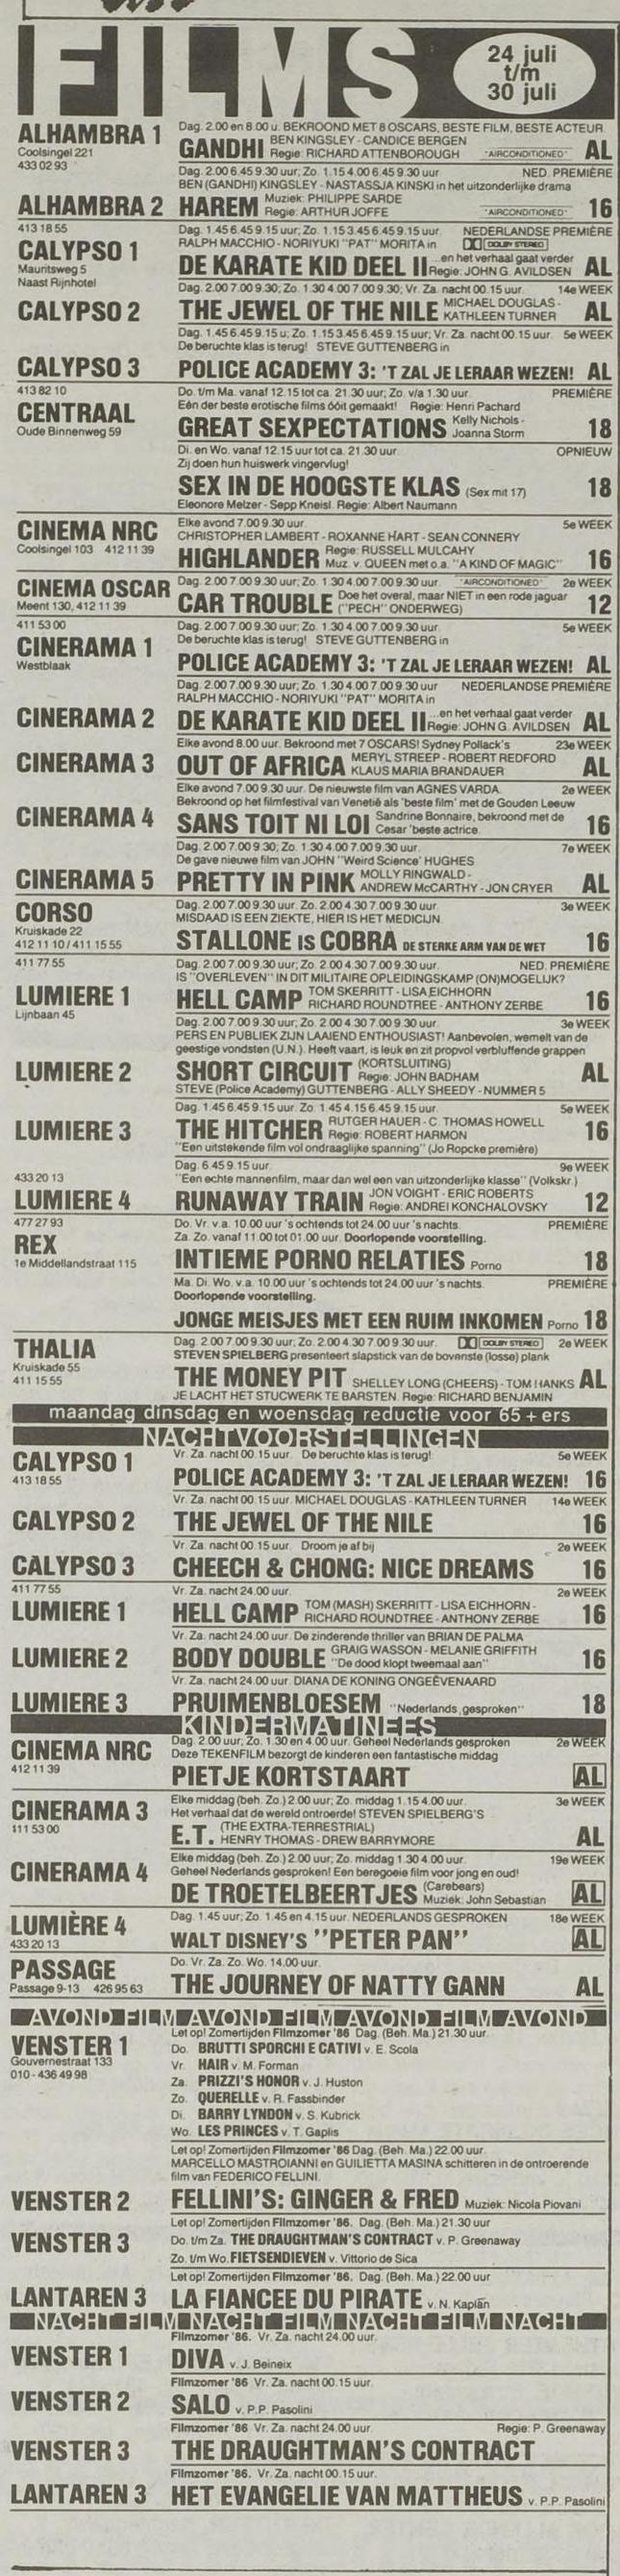 FILMS
24 juli
t/m
30 juli
ALHAMBRA 1
Coolsingel 221
433 02 93
Dag. 2.00 en 8.00 u. BEKROOND MET 8 OSCARS, BESTE FILM, BESTE ACTEUR
GANDHI BEN KINGSLEY - CANDICE BERGEN
Regie: RICHARD ATTENBOROUGH "AIRCONDITIONED" AL
Dag. 2.00 6.45 9.30 uur; Zo. 1.15 4.00 6.45 9.30 uur. NED. PREMIÈRE
BEN (GANDHI) KINGSLEY - NASTASSJA KINSKI in het uitzonderlijke drama
ALHAMBRA 2 HAREM Muziek: PHILIPPE SARDE
Regie: ARTHUR JOFFE "AIRCONDITIONED" 16
413 18 55
CALYPSO 1
Mauritsweg 5
Naast Rijnhotel
Dag. 1.45 6.45 9.15 uur; Zo. 1.15 3.45 6.45 9.15 uur. NEDERLANDSE PREMIÈRE
RALPH MACCHIO - NORIYUKI "PAT" MORITA in DOLBY STEREO
DE KARATE KID DEEL II ...en het verhaal gaat verder
Regie: JOHN G. AVILDSEN AL
Dag. 2.00 7.00 9.30; Zo. 1.30 4.00 7.00 9.30; Vr. Za. nacht 00.15 uur. 14e WEEK
CALYPSO 2 THE JEWEL OF THE NILE MICHAEL DOUGLAS -
KATHLEEN TURNER AL
Dag. 1.45 6.45 9.15 u; Zo. 1.15 3.45 6.45 9.15 uur; Vr. Za. nacht 00.15 uur. 5e WEEK
De beruchte klas is terug! STEVE GUTTENBERG in
CALYPSO 3 POLICE ACADEMY 3: 'T ZAL JE LERAAR WEZEN! AL
413 82 10
CENTRAAL
Oude Binnenweg 59
Do. t/m Ma. vanaf 12.15 tot ca. 21.30 uur; Zo. v/a 1.30 uur. PREMIÈRE
Eén der beste erotische films óóit gemaakt! Regie: Henri Pachard
GREAT SEXPECTATIONS Kelly Nichols -
Joanna Storm 18
Di. en Wo. vanaf 12.15 uur tot ca. 21.30 uur. OPNIEUW
Zij doen hun huiswerk vingervlug!
SEX IN DE HOOGSTE KLAS (Sex mit 17) 18
Eleonore Melzer - Sepp Kneisl. Regie: Albert Naumann
CINEMA NRC
Coolsingel 103 412 11 39
Elke avond 7.00 9.30 uur. 5e WEEK
CHRISTOPHER LAMBERT - ROXANNE HART - SEAN CONNERY
HIGHLANDER Regie: RUSSELL MULCAHY
Muz. v. QUEEN met o.a. "A KIND OF MAGIC" 16
CINEMA OSCAR
Meent 130, 412 11 39
Dag. 2.00 7.00 9.30 uur; Zo. 1.30 4.00 7.00 9.30 uur. "AIRCONDITIONED" 2e WEEK
CAR TROUBLE Doe het overal, maar NIET in een rode jaguar
("PECH" ONDERWEG) 12
411 53 00
CINERAMA 1
Westblaak
Dag. 2.00 7.00 9.30 uur; Zo. 1.30 4.00 7.00 9.30 uur. 5e WEEK
De beruchte klas is terug! STEVE GUTTENBERG in
POLICE ACADEMY 3: 'T ZAL JE LERAAR WEZEN! AL
Dag. 2.00 7.00 9.30 uur; Zo. 1.30 4.00 7.00 9.30 uur NEDERLANDSE PREMIÈRE
RALPH MACCHIO - NORIYUKI "PAT" MORITA in
CINERAMA 2 DE KARATE KID DEEL II ...en het verhaal gaat verder
Regie: JOHN G. AVILDSEN AL
Elke avond 8.00 uur. Bekroond met 7 OSCARS! Sydney Pollack's 23e WEEK
CINERAMA 3 OUT OF AFRICA MERYL STREEP - ROBERT REDFORD
KLAUS MARIA BRANDAUER AL
Elke avond 7.00 9.30 uur. De nieuwste film van AGNES VARDA. 2e WEEK
Bekroond op het filmfestival van Venetië als 'beste film' met de Gouden Leeuw
CINERAMA 4 SANS TOIT NI LOI Sandrine Bonnaire, bekroond met de
Cesar 'beste actrice. 16
Dag. 2.00 7.00 9.30; Zo. 1.30 4.00 7.00 9.30 uur. 7e WEEK
De gave nieuwe film van JOHN "Weird Science" HUGHES
CINERAMA 5 PRETTY IN PINK MOLLY RINGWALD -
ANDREW McCARTHY - JON CRYER AL
CORSO
Kruiskade 22
412 11 10 / 411 15 55
Dag. 2.00 7.00 9.30 uur. Zo. 2.00 4.30 7.00 9.30 uur. 3e WEEK
MISDAAD IS EEN ZIEKTE, HIER IS HET MEDICIJN.
STALLONE IS COBRA DE STERKE ARM VAN DE WET 16
411 77 55
LUMIERE 1
Lijnbaan 45
Dag. 2.00 7.00 9.30 uur; Zo. 2.00 4.30 7.00 9.30 uur. NED. PREMIÈRE
IS "OVERLEVEN" IN DIT MILITAIRE OPLEIDINGSKAMP (ON)MOGELIJK?
HELL CAMP TOM SKERRITT - LISA EICHHORN
RICHARD ROUNDTREE - ANTHONY ZERBE 16
Dag. 2.00 7.00 9.30 uur; Zo. 2.00 4.30 7.00 9.30 uur. 3e WEEK
PERS EN PUBLIEK ZIJN LAAIEND ENTHOUSIAST! Aanbevolen, wemelt van de
geestige vondsten (U.N.). Heeft vaart, is leuk en zit propvol verbluffende grappen
LUMIERE 2 SHORT CIRCUIT (KORTSLUITING)
Regie: JOHN BADHAM AL
STEVE (Police Academy) GUTTENBERG - ALLY SHEEDY - NUMMER 5
Dag. 1.45 6.45 9.15 uur. Zo. 1.45 4.15 6.45 9.15 uur. 5e WEEK
LUMIERE 3 THE HITCHER RUTGER HAUER - C. THOMAS HOWELL
Regie: ROBERT HARMON 16
"Een uitstekende film vol ondraaglijke spanning" (Jo Ropcke première)
Dag. 6.45 9.15 uur. 9e WEEK
433 20 13 "Een echte mannenfilm, maar dan wel een van uitzonderlijke klasse" (Volkskr.)
LUMIERE 4 RUNAWAY TRAIN JON VOIGHT - ERIC ROBERTS
Regie: ANDREI KONCHALOVSKY 12
477 27 93
REX
1e Middellandstraat 115
Do. Vr. v.a. 10.00 uur 's ochtends tot 24.00 uur 's nachts. PREMIÈRE
Za. Zo. vanaf 11.00 tot 01.00 uur. Doorlopende voorstelling.
INTIEME PORNO RELATIES Porno 18
Ma. Di. Wo. v.a. 10.00 uur 's ochtends tot 24.00 uur 's nachts. PREMIÈRE
Doorlopende voorstelling.
JONGE MEISJES MET EEN RUIM INKOMEN Porno 18
THALIA
Kruiskade 55
411 15 55
Dag. 2.00 7.00 9.30 uur; Zo. 2.00 4.30 7.00 9.30 uur. DOLBY STEREO 2e WEEK
STEVEN SPIELBERG presenteert slapstick van de bovenste (losse) plank
THE MONEY PIT SHELLEY LONG (CHEERS) - TOM HANKS AL
JE LACHT HET STUCWERK TE BARSTEN. Regie: RICHARD BENJAMIN
maandag dinsdag en woensdag reductie voor 65 + ers
NACHTVOORSTELLINGEN
CALYPSO 1
413 18 55
Vr. Za. nacht 00.15 uur. De beruchte klas is terug! 5e WEEK
POLICE ACADEMY 3: 'T ZAL JE LERAAR WEZEN! 16
Vr. Za. nacht 00.15 uur. MICHAEL DOUGLAS - KATHLEEN TURNER 14e WEEK
CALYPSO 2 THE JEWEL OF THE NILE 16
Vr. Za. nacht 00.15 uur. Droom je af bij 2e WEEK
CALYPSO 3 CHEECH & CHONG: NICE DREAMS 16
411 77 55
Vr. Za. nacht 24.00 uur. 2e WEEK
LUMIERE 1 HELL CAMP TOM (MASH) SKERRITT - LISA EICHHORN -
RICHARD ROUNDTREE - ANTHONY ZERBE 16
Vr. Za. nacht 24.00 uur. De zinderende thriller van BRIAN DE PALMA
LUMIERE 2 BODY DOUBLE GRAIG WASSON - MELANIE GRIFFITH
"De dood klopt tweemaal aan" 16
Vr. Za. nacht 24.00 uur. DIANA DE KONING ONGEËVENAARD
LUMIERE 3 PRUIMENBLOESEM "Nederlands gesproken" 18
KINDERMATINEES
CINEMA NRC
412 11 39
Dag. 2.00 uur; Zo. 1.30 en 4.00 uur. Geheel Nederlands gesproken 2e WEEK
Deze TEKENFILM bezorgt de kinderen een fantastische middag
PIETJE KORTSTAART AL
CINERAMA 3
111 53 00
Elke middag (beh. Zo.) 2.00 uur; Zo. middag 1.15 4.00 uur. 3e WEEK
Het verhaal dat de wereld ontroerde! STEVEN SPIELBERG'S
E.T. (THE EXTRA-TERRESTRIAL)
HENRY THOMAS - DREW BARRYMORE AL
Elke middag (beh. Zo.) 2.00 uur; Zo. middag 1.30 4.00 uur. 19e WEEK
Geheel Nederlands gesproken! Een beregoeie film voor jong en oud!
CINERAMA 4 DE TROETELBEERTJES (Carebears)
Muziek: John Sebastian AL
LUMIÈRE 4
433 20 13
Dag. 1.45 uur; Zo. 1.45 en 4.15 uur. NEDERLANDS GESPROKEN 18e WEEK
WALT DISNEY'S "PETER PAN" AL
PASSAGE
Passage 9-13 426 95 63
Do. Vr. Za. Zo. Wo. 14.00 uur.
THE JOURNEY OF NATTY GANN AL
AVOND FILM AVOND FILM AVOND FILM AVOND
VENSTER 1
Gouvernestraat 133
010 - 436 49 98
Let op! Zomertijden Filmzomer '86 Dag. (Beh. Ma.) 21.30 uur.
Do. BRUTTI SPORCHI E CATIVI v. E. Scola
Vr. HAIR v. M. Forman
Za. PRIZZI'S HONOR v. J. Huston
Zo. QUERELLE v. R. Fassbinder
Di. BARRY LYNDON v. S. Kubrick
Wo. LES PRINCES v. T. Gaplis
Let op! Zomertijden Filmzomer '86 Dag. (Beh. Ma.) 22.00 uur.
MARCELLO MASTROIANNI en GUILIETTA MASINA schitteren in de ontroerende
film van FEDERICO FELLINI.
VENSTER 2 FELLINI'S: GINGER & FRED Muziek: Nicola Piovani
Let op! Zomertijden Filmzomer '86. Dag. (Beh. Ma.) 21.30 uur
VENSTER 3 Do. t/m Za. THE DRAUGHTMAN'S CONTRACT v. P. Greenaway
Zo. t/m Wo. FIETSENDIEVEN v. Vittorio de Sica
Let op! Zomertijden Filmzomer '86. Dag. (Beh. Ma.) 22.00 uur
LANTAREN 3 LA FIANCEE DU PIRATE v. N. Kaplan
NACHT FILM NACHT FILM NACHT FILM NACHT
Filmzomer '86. Vr. Za. nacht 24.00 uur.
VENSTER 1 DIVA v. J. Beineix
Filmzomer '86 Vr. Za. nacht 00.15 uur.
VENSTER 2 SALO v. P.P. Pasolini
Filmzomer '86 Vr. Za. nacht 24.00 uur. Regie: P. Greenaway
VENSTER 3 THE DRAUGHTMAN'S CONTRACT
Filmzomer '86. Vr. Za. nacht 00.15 uur.
LANTAREN 3 HET EVANGELIE VAN MATTHEUS v. P.P. Pasolini